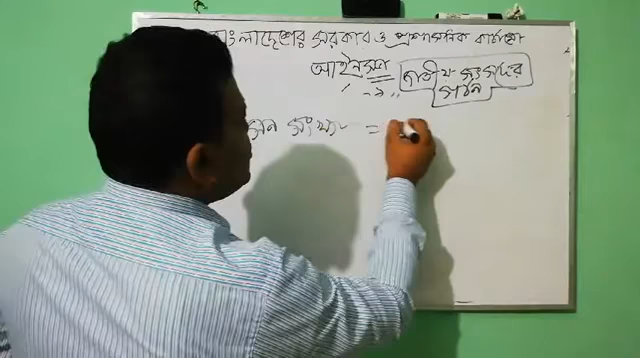 বাংলাদেশের সরকার ও প্রশাসনিক কাঠামো
আইনসভা
জাতীয় সংসদের
গঠন
সংখ্যা =